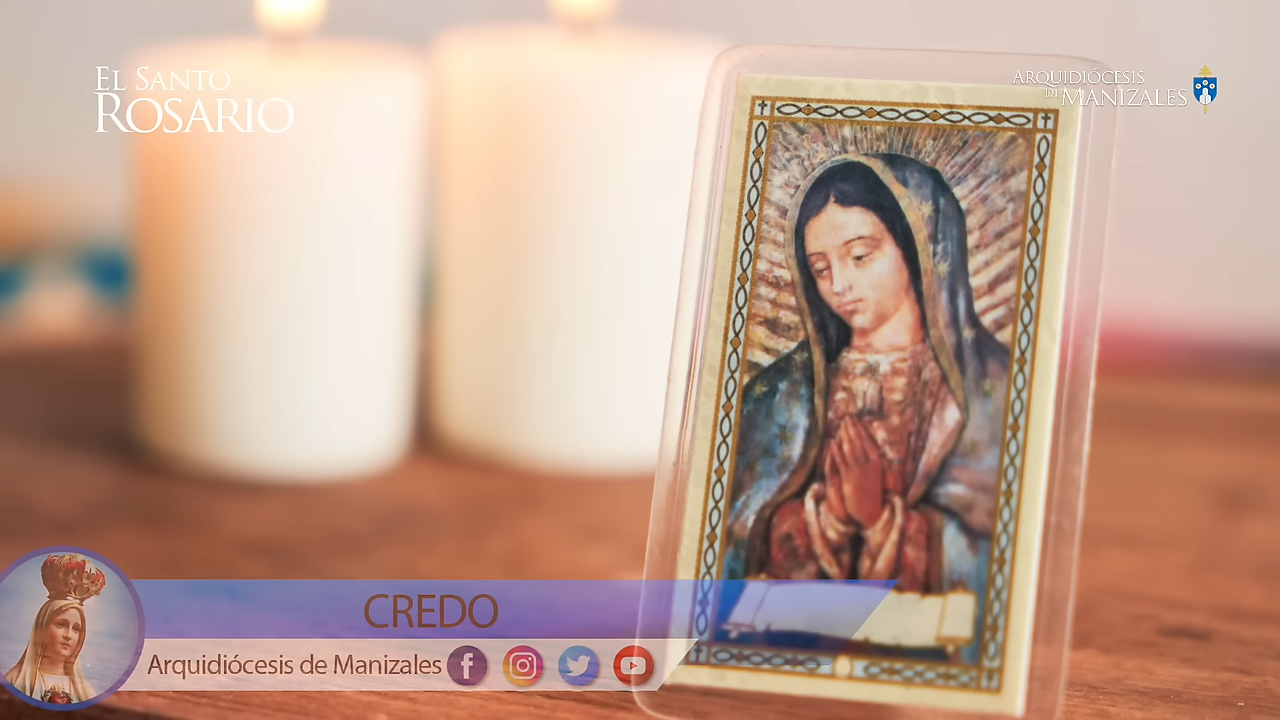 EL SANTO
ROSARIO
ARQUIDIÓCESIS
DE MANIZALES
CREDO
Arquidiócesis de Manizales